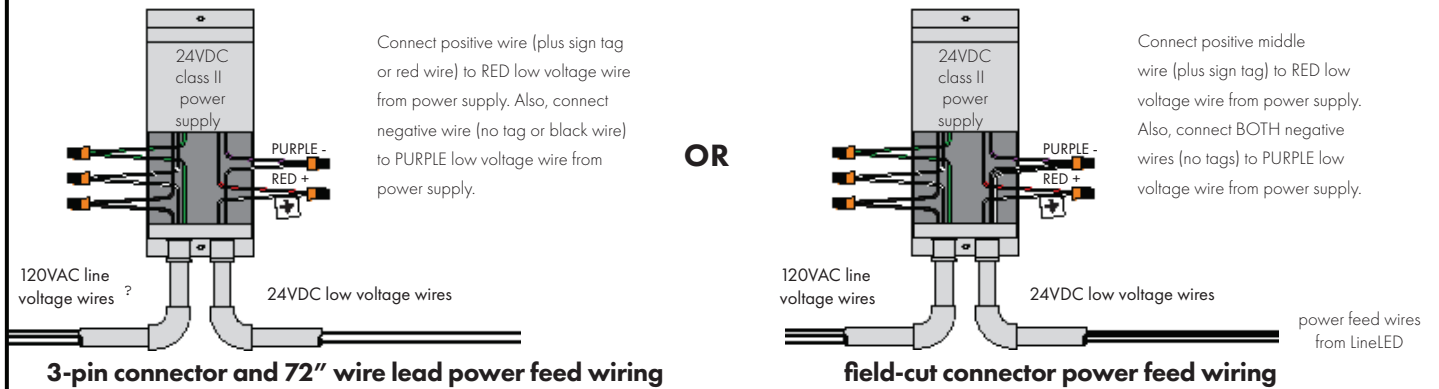 24VDC
class II
power
supply
PURPLE -
RED +
+
Connect positive wire (plus sign tag
or red wire) to RED low voltage wire
from power supply. Also, connect
negative wire (no tag or black wire)
to PURPLE low voltage wire from
power supply.
120VAC line
voltage wires ?
24VDC low voltage wires
3-pin connector and 72” wire lead power feed wiring
OR
24VDC
class II
power
supply
PURPLE -
RED +
+
Connect positive middle
wire (plus sign tag) to RED low
voltage wire from power supply.
Also, connect BOTH negative
wires (no tags) to PURPLE low
voltage wire from power supply.
120VAC line
voltage wires
24VDC low voltage wires
power feed wires
from LineLED
field-cut connector power feed wiring